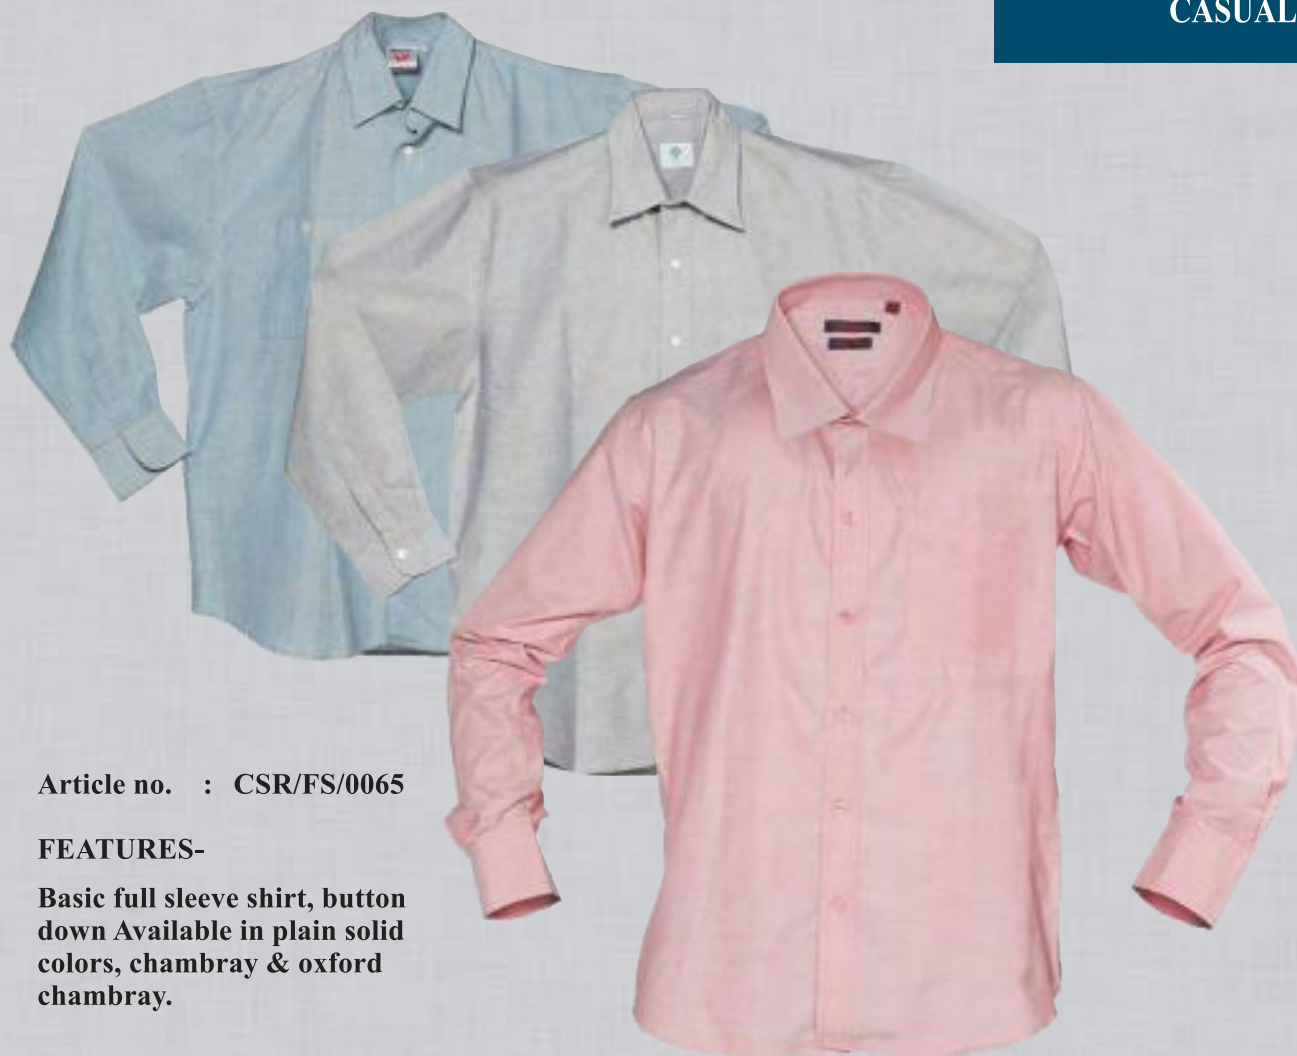 CASUAL
Article no. : CSR/FS/0065
FEATURES-
Basic full sleeve shirt, button
down Available in plain solid
colors, chambray & oxford
chambray.